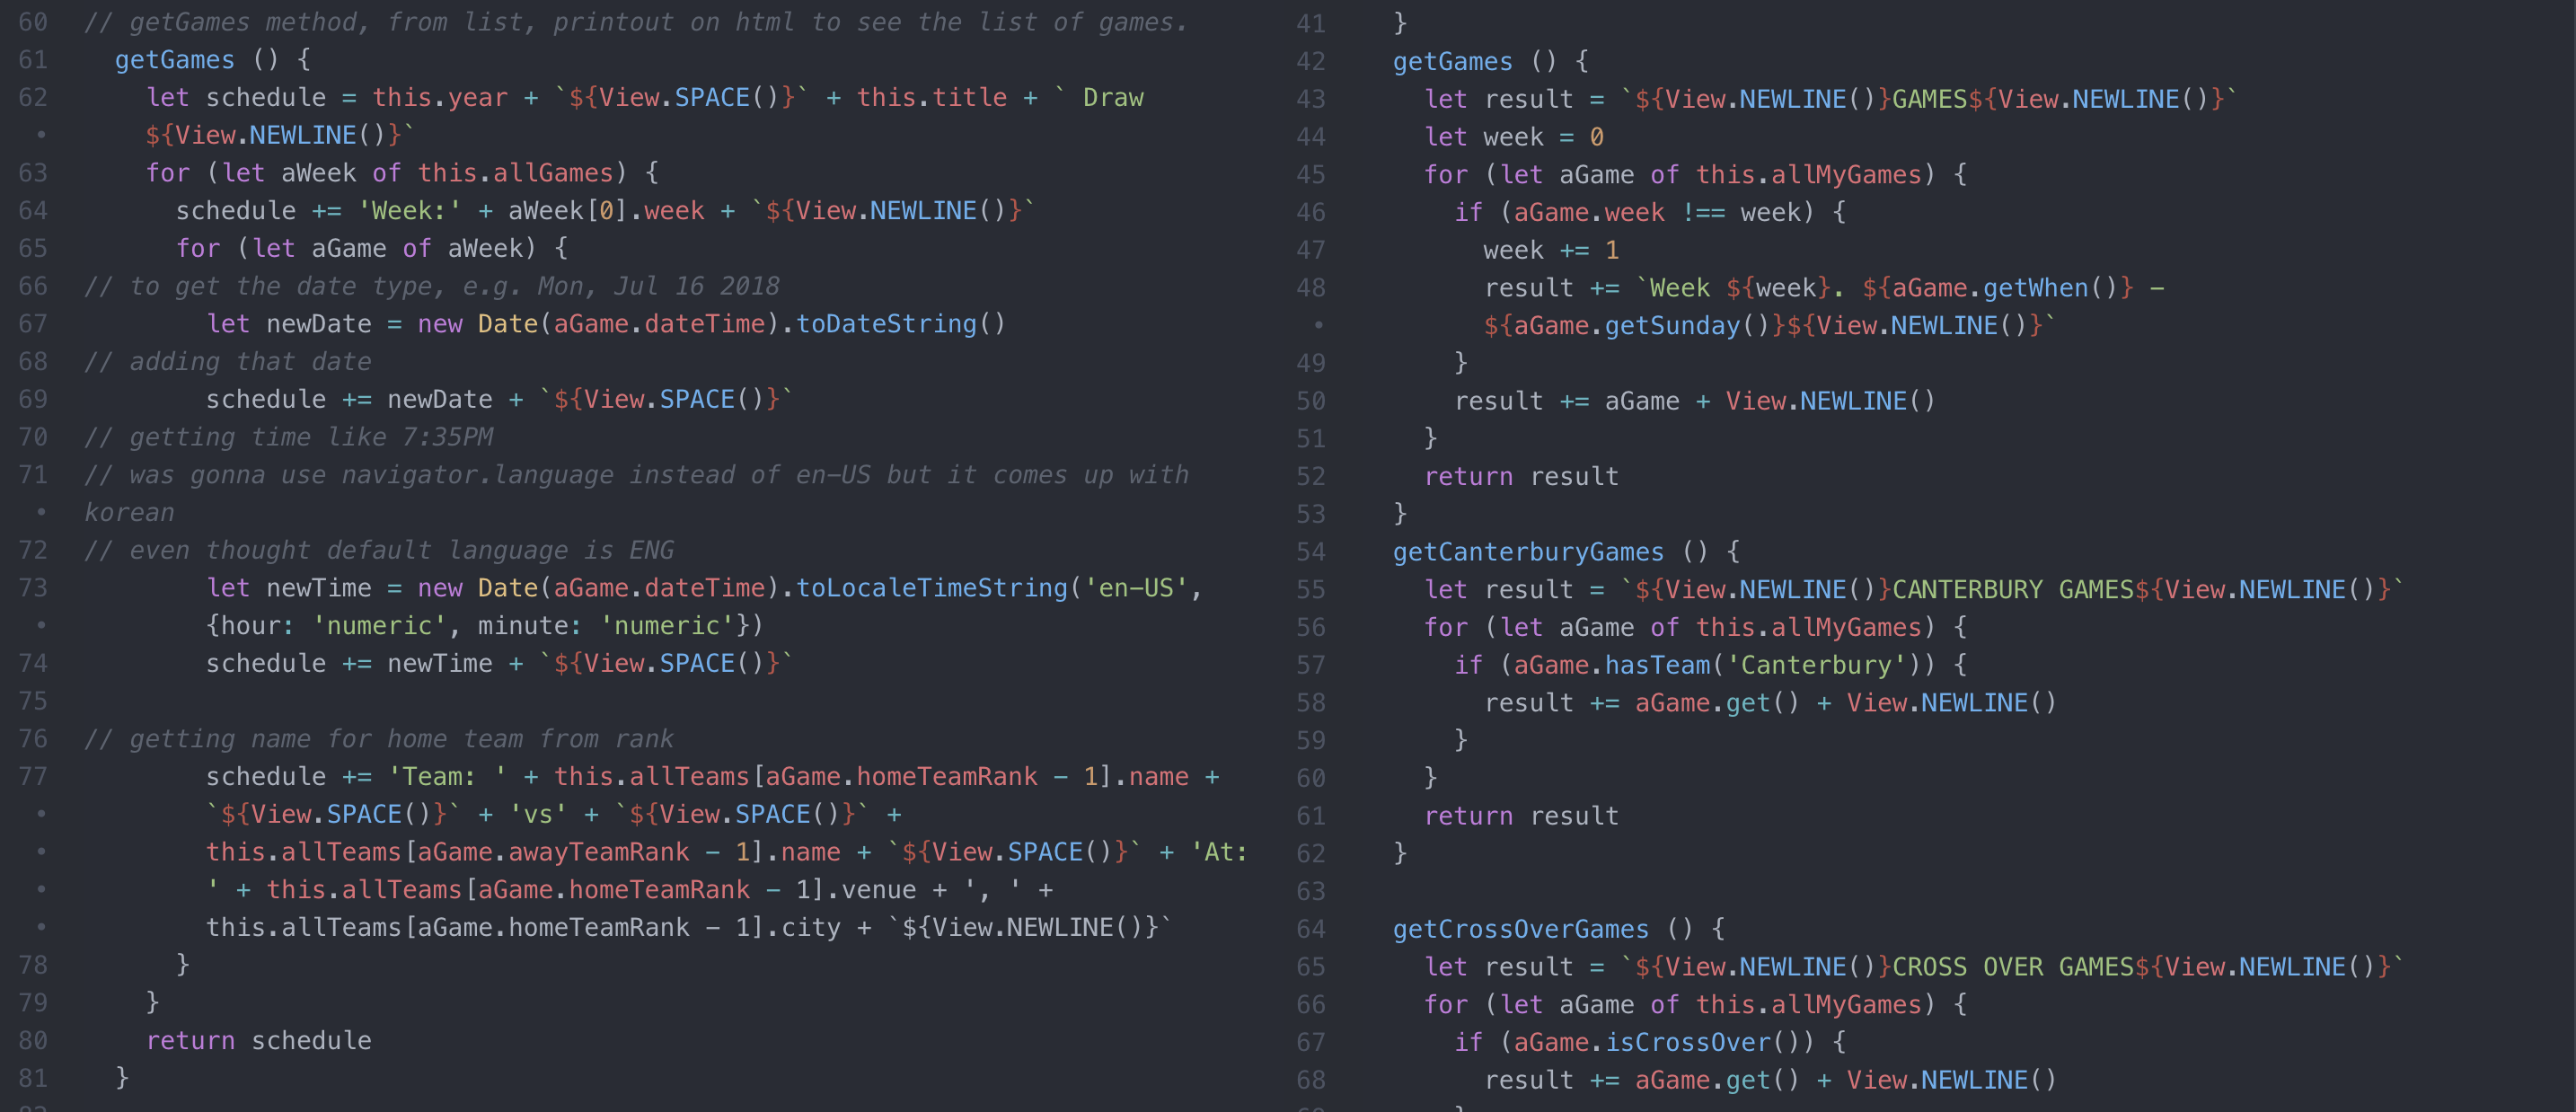 60 // getGames method, from list, printout on html to see the list of games.
61 getGames () {
62 let schedule = this.year + `${View.SPACE()}` + this.title + ` Draw
• ${View.NEWLINE()}`
63 for (let aWeek of this.allGames) {
64 schedule += 'Week:' + aWeek[0].week + `${View.NEWLINE()}`
65 for (let aGame of aWeek) {
66 // to get the date type, e.g. Mon, Jul 16 2018
67 let newDate = new Date(aGame.dateTime).toDateString()
68 // adding that date
69 schedule += newDate + `${View.SPACE()}`
70 // getting time like 7:35PM
71 // was gonna use navigator.language instead of en-US but it comes up with
• korean
72 // even thought default language is ENG
73 let newTime = new Date(aGame.dateTime).toLocaleTimeString('en-US',
• {hour: 'numeric', minute: 'numeric'})
74 schedule += newTime + `${View.SPACE()}`
75
76 // getting name for home team from rank
77 schedule += 'Team: ' + this.allTeams[aGame.homeTeamRank - 1].name +
• `${View.SPACE()}` + 'vs' + `${View.SPACE()}` +
• this.allTeams[aGame.awayTeamRank - 1].name + `${View.SPACE()}` + 'At:
• ' + this.allTeams[aGame.homeTeamRank - 1].venue + ', ' +
• this.allTeams[aGame.homeTeamRank - 1].city + `${View.NEWLINE()}`
78 }
79 }
80 return schedule
81 }
41 }
42 getGames () {
43 let result = `${View.NEWLINE()}GAMES${View.NEWLINE()}`
44 let week = 0
45 for (let aGame of this.allMyGames) {
46 if (aGame.week !== week) {
47 week += 1
48 result += `Week ${week}. ${aGame.getWhen()} -
• ${aGame.getSunday()}${View.NEWLINE()}`
49 }
50 result += aGame + View.NEWLINE()
51 }
52 return result
53 }
54 getCanterburyGames () {
55 let result = `${View.NEWLINE()}CANTERBURY GAMES${View.NEWLINE()}`
56 for (let aGame of this.allMyGames) {
57 if (aGame.hasTeam('Canterbury')) {
58 result += aGame.get() + View.NEWLINE()
59 }
60 }
61 return result
62 }
63
64 getCrossOverGames () {
65 let result = `${View.NEWLINE()}CROSS OVER GAMES${View.NEWLINE()}`
66 for (let aGame of this.allMyGames) {
67 if (aGame.isCrossOver()) {
68 result += aGame.get() + View.NEWLINE()